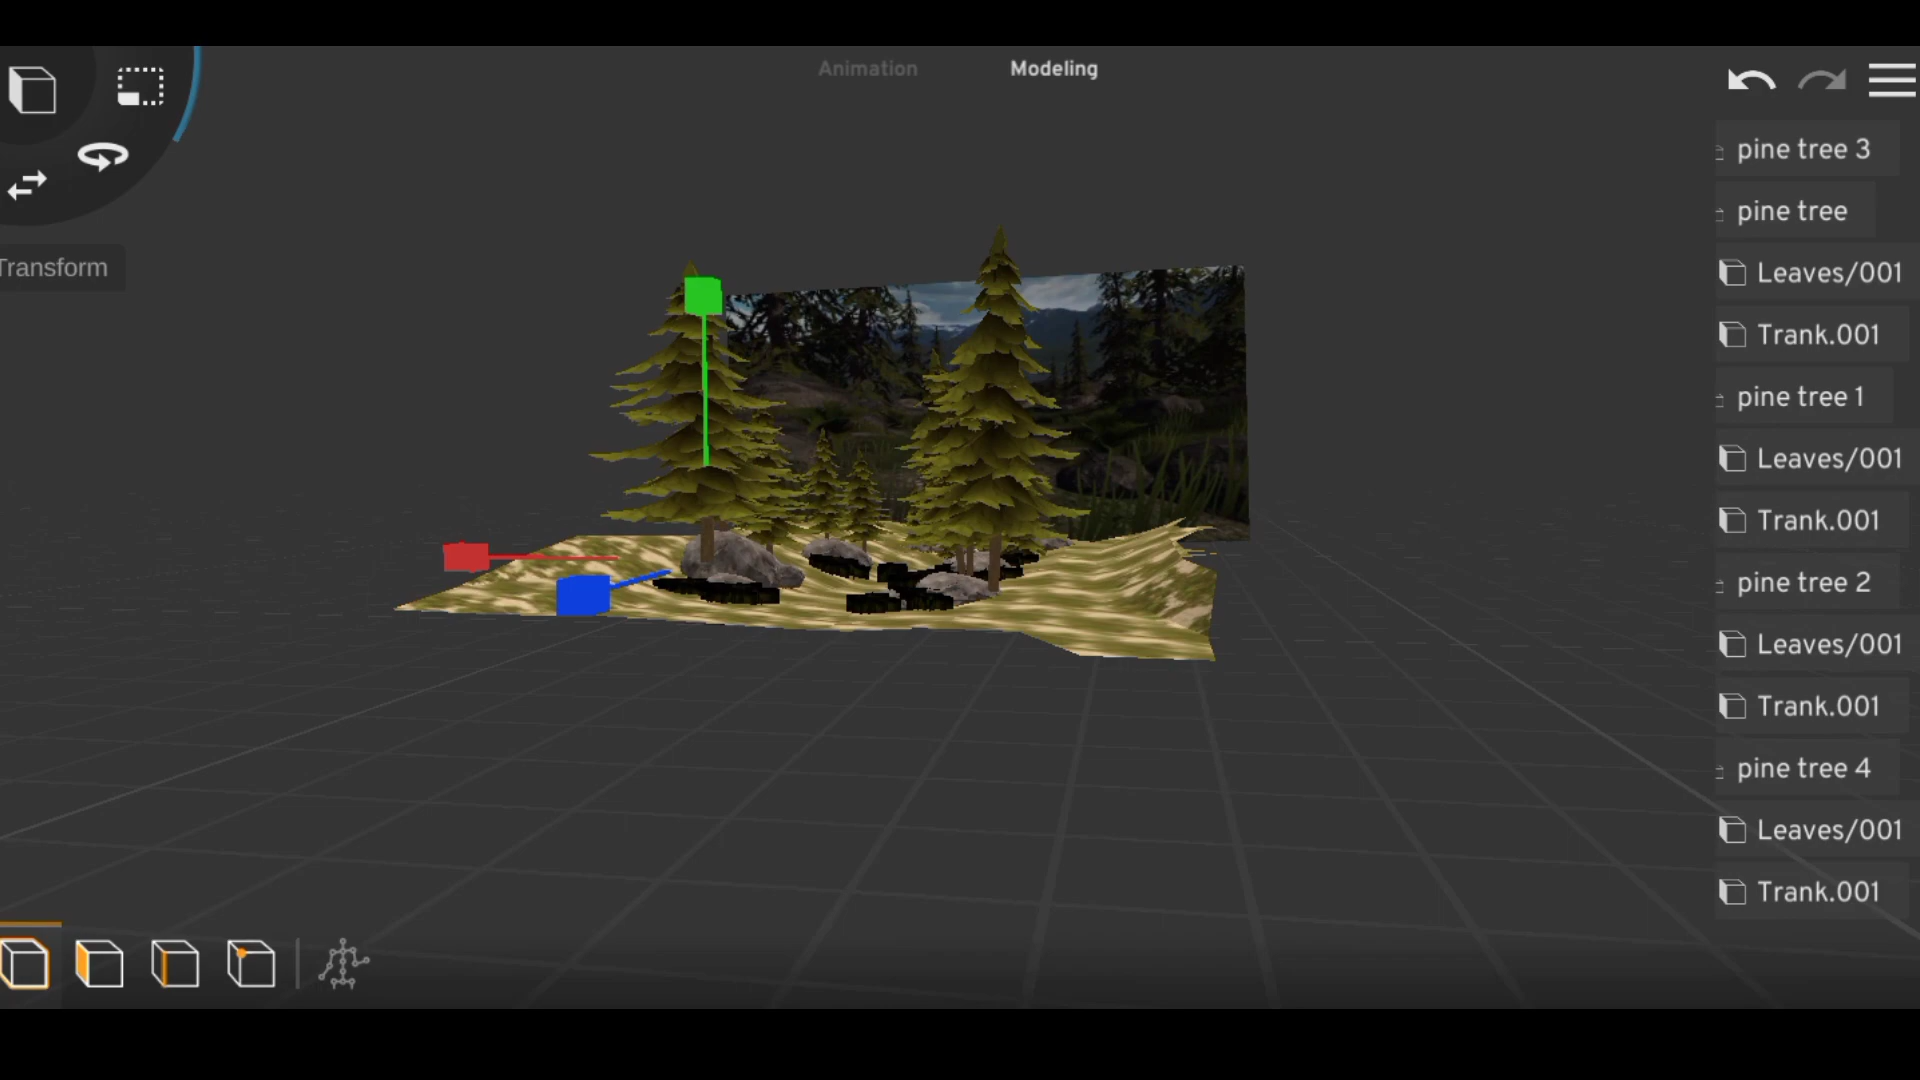 Animation
Modeling
Transform
pine tree 3
pine tree
Leaves/001
Trank.001
pine tree 1
Leaves/001
Trank.001
pine tree 2
Leaves/001
Trank.001
pine tree 4
Leaves/001
Trank.001